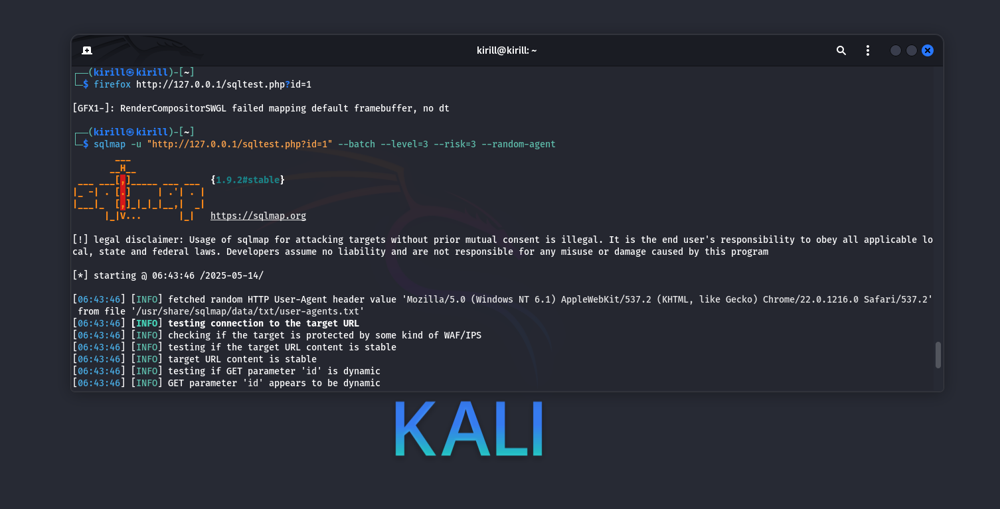 kirill@kirill: ~
┌──(kirill㉿kirill)-[~]
└─$ firefox http://127.0.0.1/sqltest.php?id=1
[GFX1-]: RenderCompositorSWGL failed mapping default framebuffer, no dt
┌──(kirill㉿kirill)-[~]
└─$ sqlmap -u "http://127.0.0.1/sqltest.php?id=1" --batch --level=3 --risk=3 --random-agent
        ___
       __H__
 ___ ___[,]_____ ___ ___  {1.9.2#stable}
|_ -| . [.]     | .'| . |
|___|_  [,]_|_|_|__,|  _|
      |_|V...       |_|   https://sqlmap.org
[!] legal disclaimer: Usage of sqlmap for attacking targets without prior mutual consent is illegal. It is the end user's responsibility to obey all applicable lo
cal, state and federal laws. Developers assume no liability and are not responsible for any misuse or damage caused by this program
[*] starting @ 06:43:46 /2025-05-14/
[06:43:46] [INFO] fetched random HTTP User-Agent header value 'Mozilla/5.0 (Windows NT 6.1) AppleWebKit/537.2 (KHTML, like Gecko) Chrome/22.0.1216.0 Safari/537.2'
 from file '/usr/share/sqlmap/data/txt/user-agents.txt'
[06:43:46] [INFO] testing connection to the target URL
[06:43:46] [INFO] checking if the target is protected by some kind of WAF/IPS
[06:43:46] [INFO] testing if the target URL content is stable
[06:43:46] [INFO] target URL content is stable
[06:43:46] [INFO] testing if GET parameter 'id' is dynamic
[06:43:46] [INFO] GET parameter 'id' appears to be dynamic
KALI